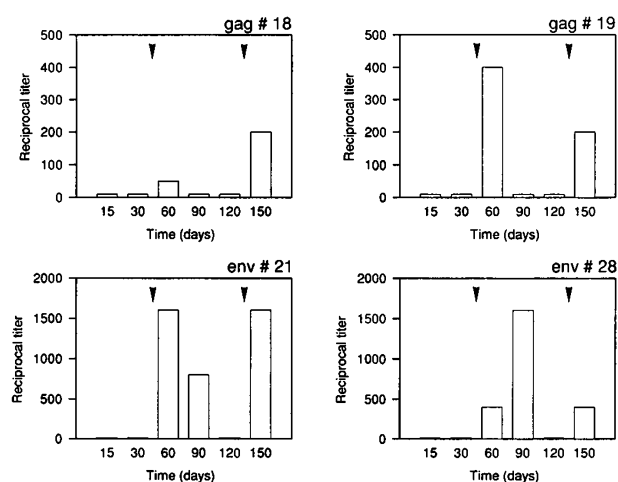 gag # 18
500
400
300
200
100
0
Reciprocal titer
15 30 60 90 120 150
Time (days)
gag # 19
500
400
300
200
100
0
Reciprocal titer
15 30 60 90 120 150
Time (days)
env # 21
2000
1500
1000
500
0
Reciprocal titer
15 30 60 90 120 150
Time (days)
env # 28
2000
1500
1000
500
0
Reciprocal titer
15 30 60 90 120 150
Time (days)